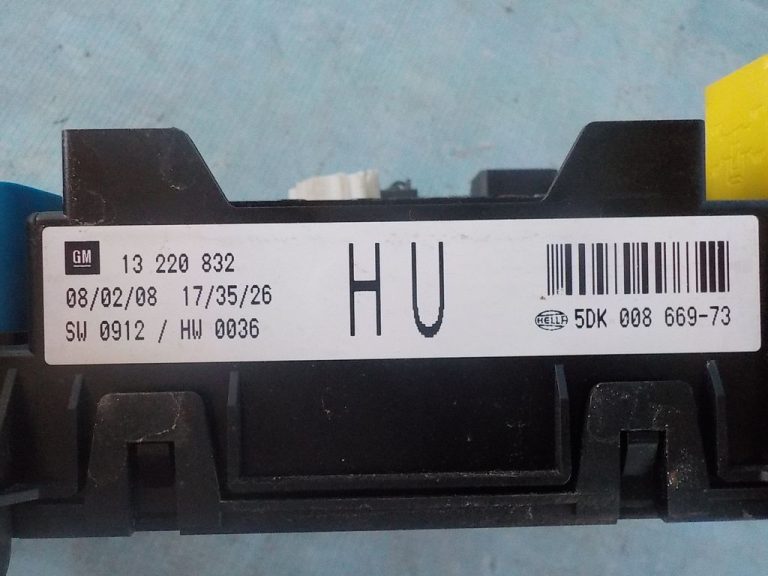 GM 13 220 832
08/02/08 17/35/26
SW 0912 / HW 0036
HU
HELLA 5DK 008 669-73